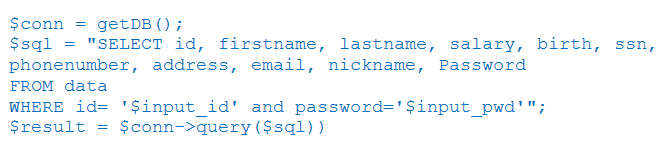 $conn = getDB();
$sql = "SELECT id, firstname, lastname, salary, birth, ssn,
phonenumber, address, email, nickname, Password
FROM data
WHERE id= '$input_id' and password='$input_pwd'";
$result = $conn->query($sql))